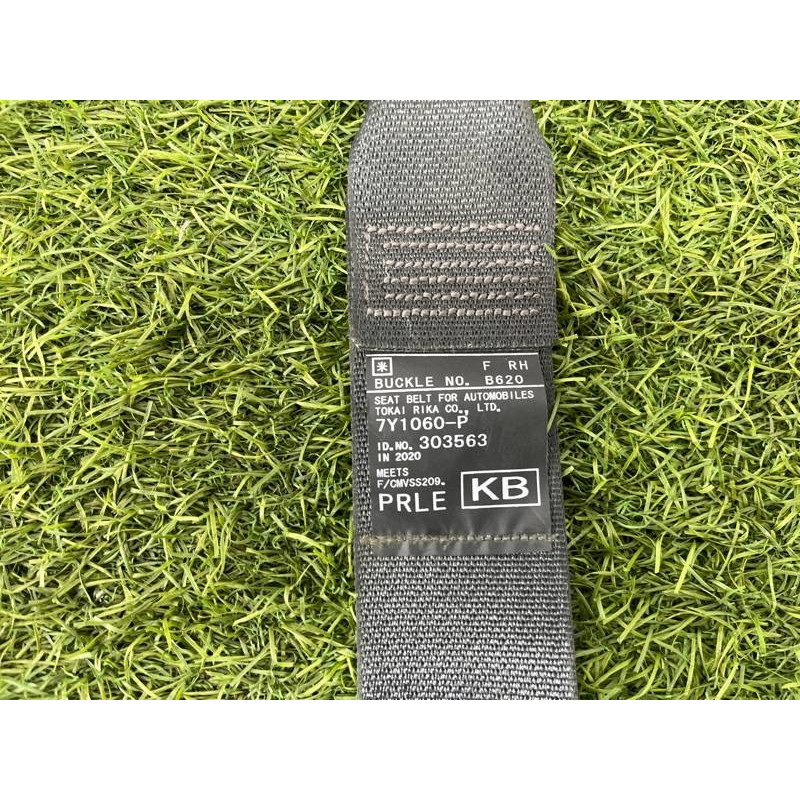 米 F RH
BUCKLE NO. B620
SEAT BELT FOR AUTOMOBILES
TOKAI RIKA CO., LTD.
7Y1060-P
ID.NO. 303563
IN 2020
MEETS
F/CMVSS209.
PRLE KB